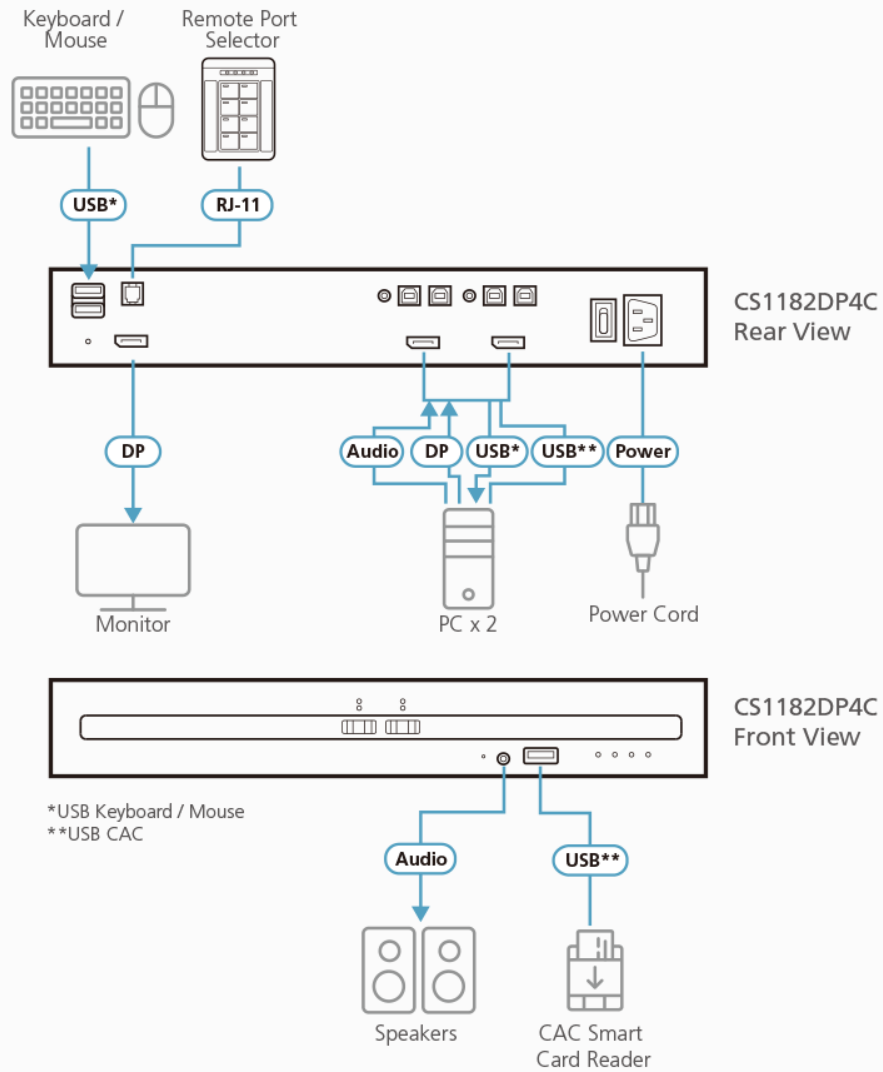 Keyboard /
Mouse
Remote Port
Selector
USB*
RJ-11
CS1182DP4C
Rear View
DP
Audio
DP
USB*
USB**
Power
Monitor
PC x 2
Power Cord
CS1182DP4C
Front View
*USB Keyboard / Mouse
**USB CAC
Audio
USB**
Speakers
CAC Smart
Card Reader